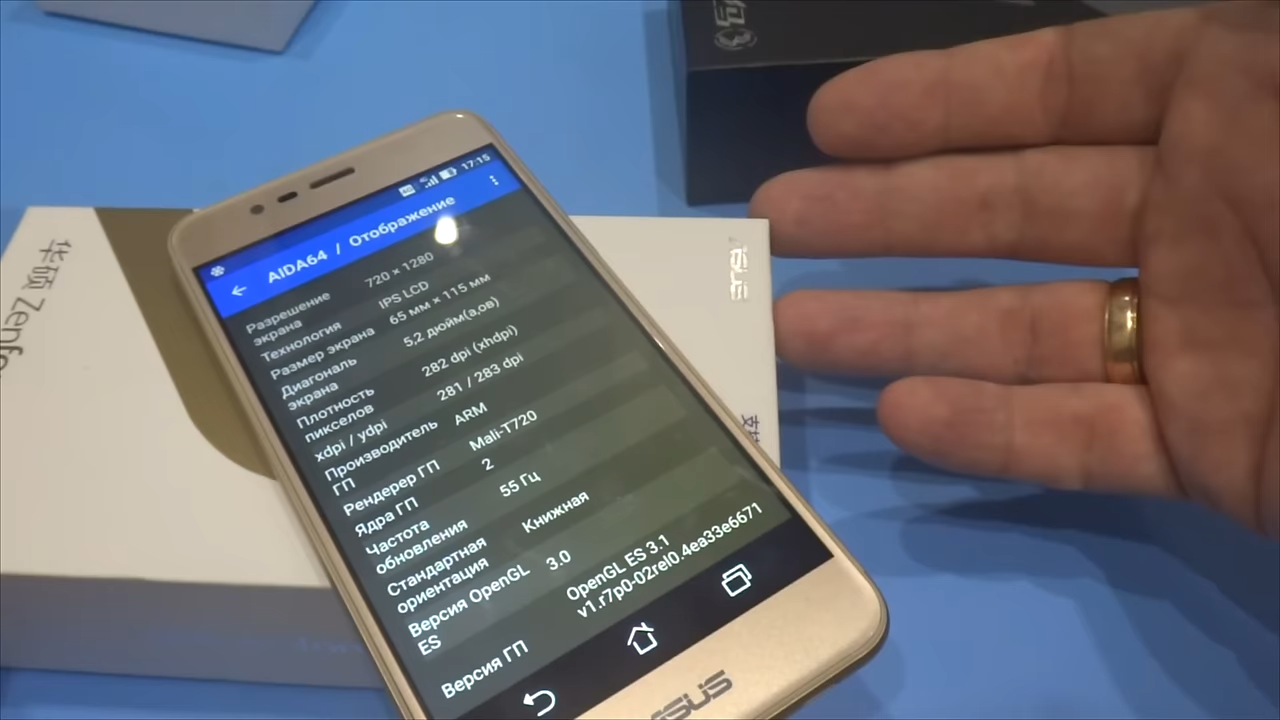 17:15
AIDA64 / Отображение
Разрешение экрана 720 × 1280
Технология IPS LCD
Размер экрана 65 мм × 115 мм
Диагональ экрана 5,2 дюйм(а,ов)
Плотность пикселов 282 dpi (xhdpi)
xdpi / ydpi 281 / 283 dpi
Производитель ГП ARM
Рендерер ГП Mali-T720
Ядра ГП 2
Частота обновления 55 Гц
Стандартная ориентация Книжная
Версия OpenGL ES 3.0
Версия ГП OpenGL ES 3.1
v1.r7p0-02rel0.4ea33e6671
ASUS
华硕 Zenfo
ASUS